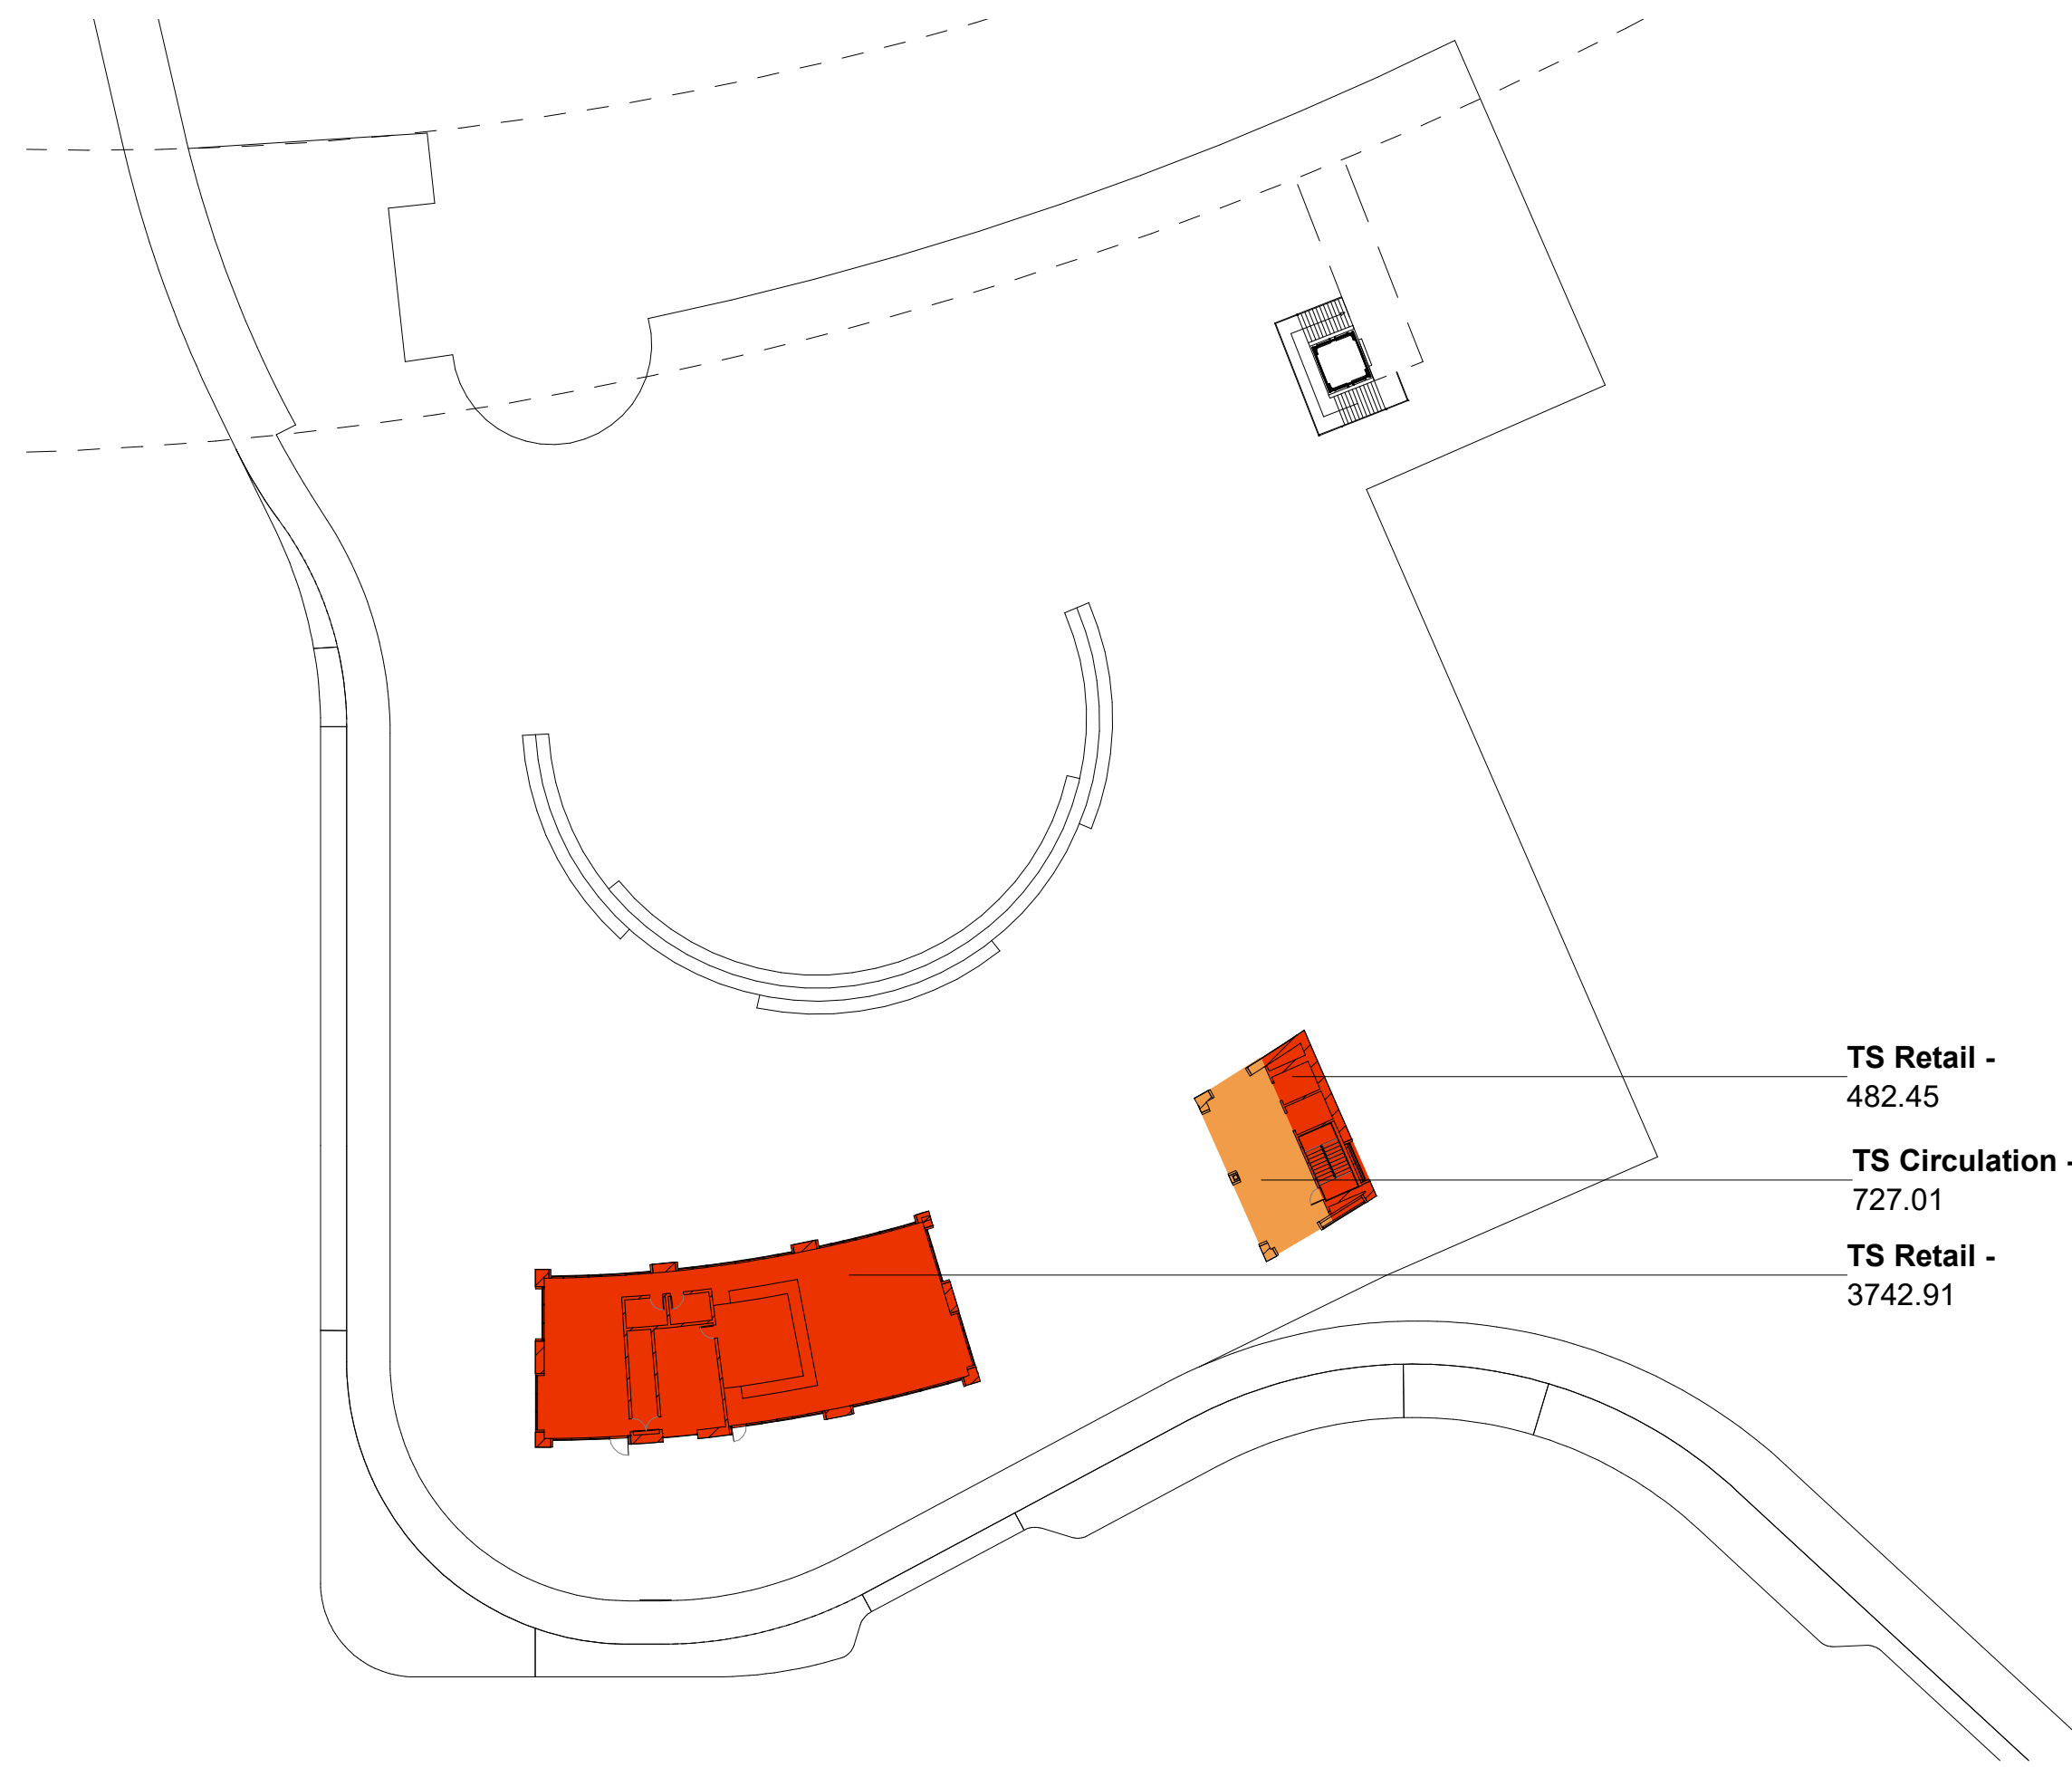 TS Retail -
482.45
TS Circulation -
727.01
TS Retail -
3742.91